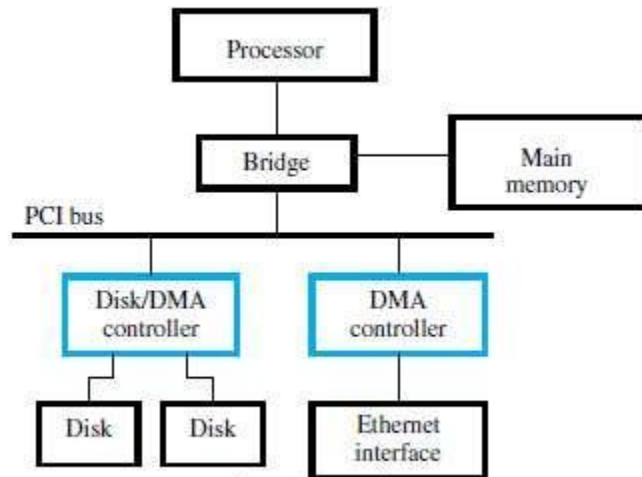 Processor
Bridge
Main
memory
PCI bus
Disk/DMA
controller
DMA
controller
Disk
Disk
Ethernet
interface